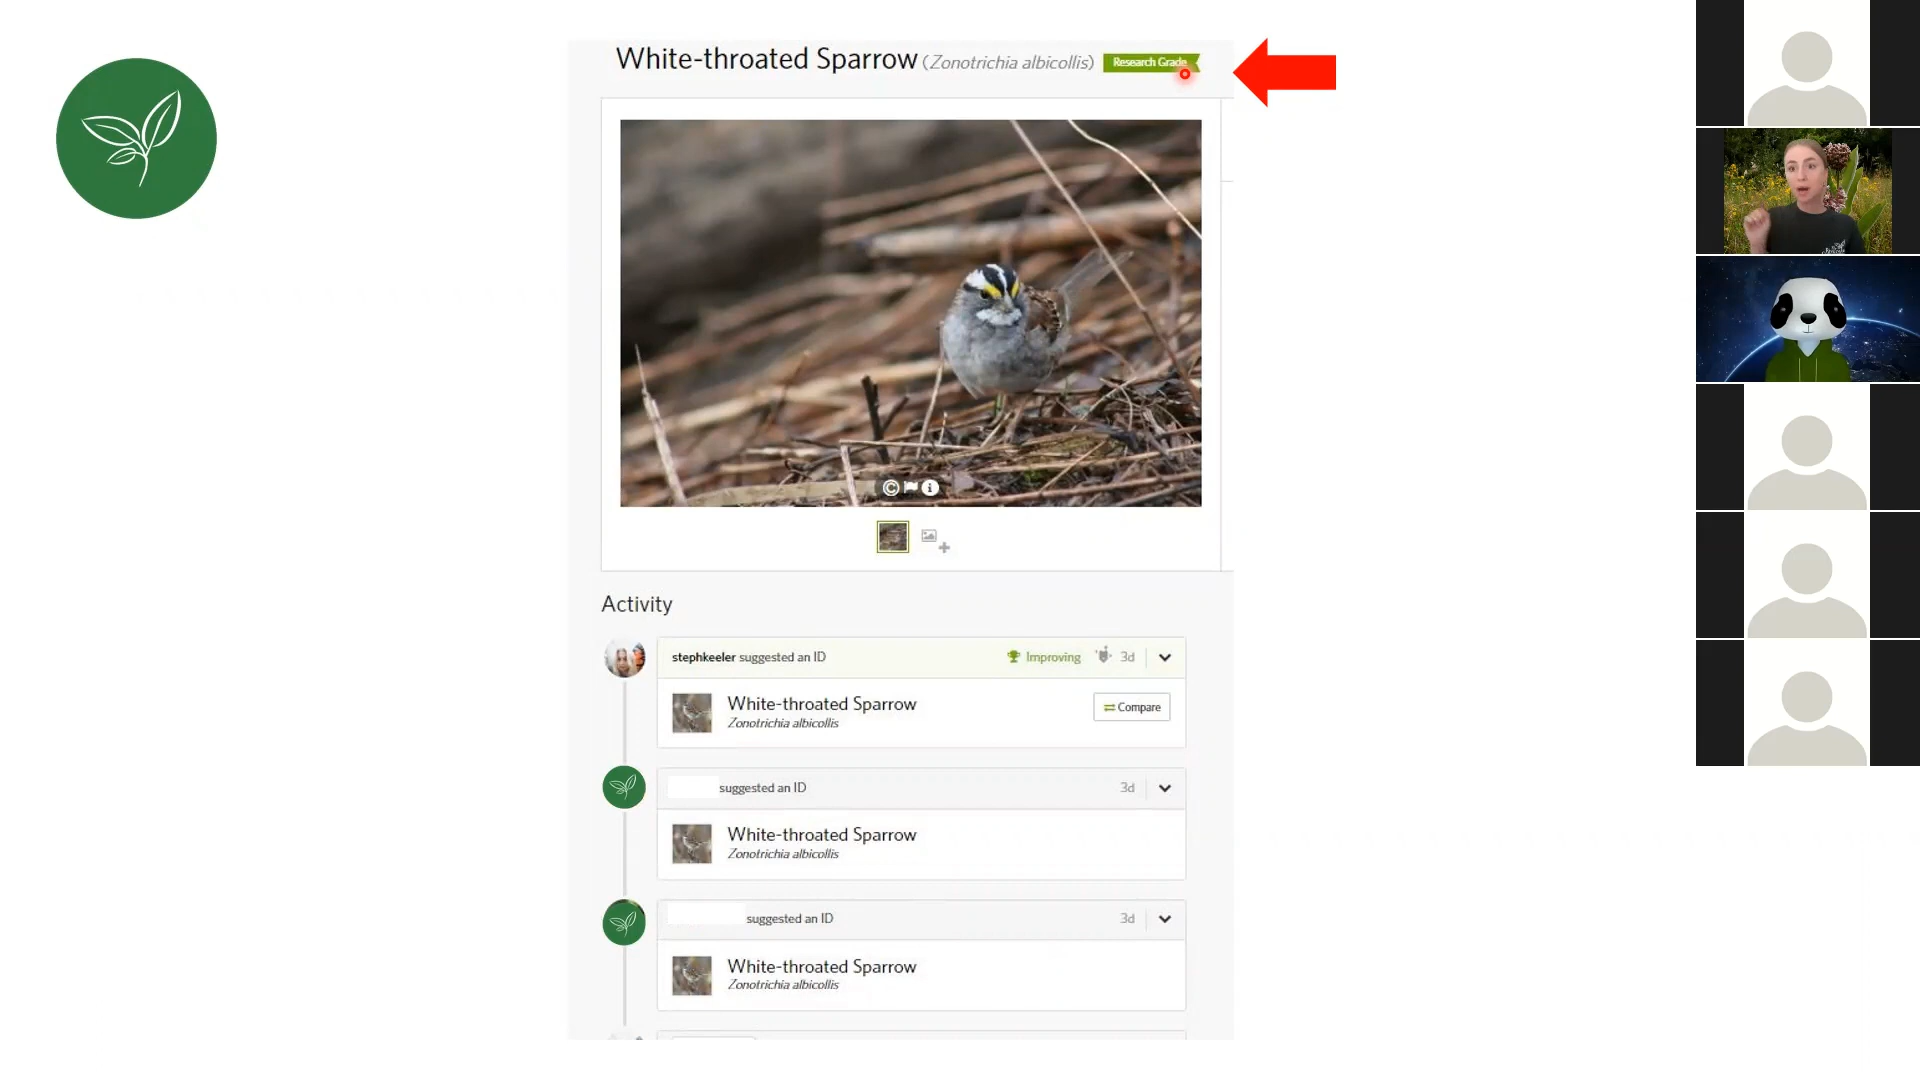 White-throated Sparrow (Zonotrichia albicollis) Research Grade
Activity
stephkeeler suggested an ID Improving 3d
White-throated Sparrow Compare
Zonotrichia albicollis
suggested an ID 3d
White-throated Sparrow
Zonotrichia albicollis
suggested an ID 3d
White-throated Sparrow
Zonotrichia albicollis